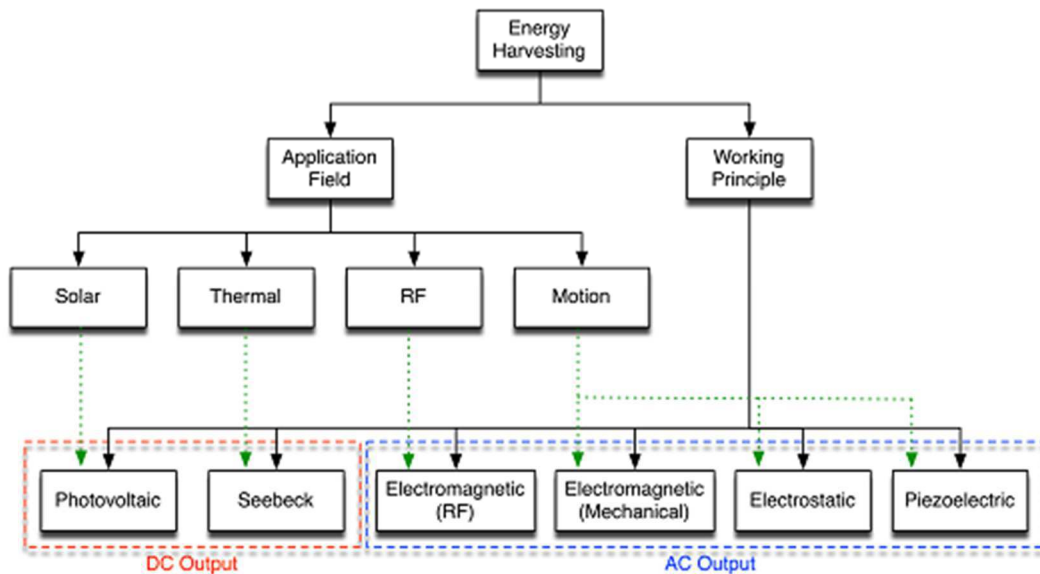 Energy
Harvesting
Application
Field
Working
Principle
Solar
Thermal
RF
Motion
Photovoltaic
Seebeck
Electromagnetic
(RF)
Electromagnetic
(Mechanical)
Electrostatic
Piezoelectric
DC Output
AC Output